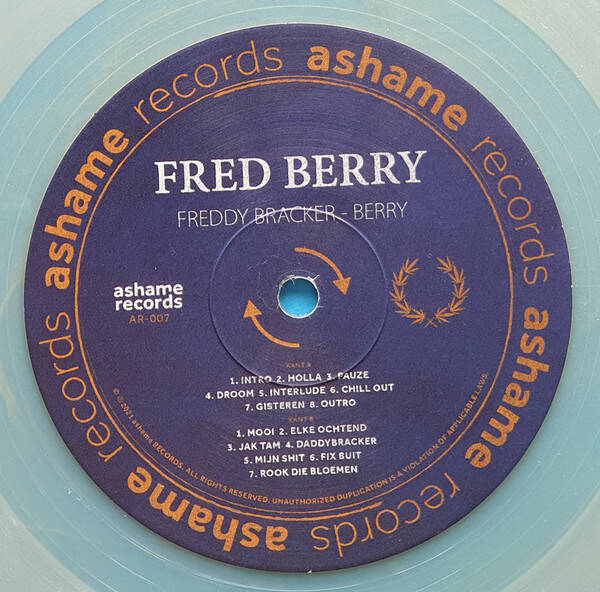 ashame records ashame records ashame records ashame records
FRED BERRY
FREDDY BRACKER - BERRY
ashame
records
AR-007
KANT A
1. INTRO 2. HOLLA 3. PAUZE
4. DROOM 5. INTERLUDE 6. CHILL OUT
7. GISTEREN 8. OUTRO
KANT B
1. MOOI 2. ELKE OCHTEND
3. JAK TAM 4. DADDYBRACKER
5. MIJN SHIT 6. FIX BUIT
7. ROOK DIE BLOEMEN
℗ © 2021 ashame RECORDS. ALL RIGHTS RESERVED. UNAUTHORIZED DUPLICATION IS A VIOLATION OF APPLICABLE LAWS.